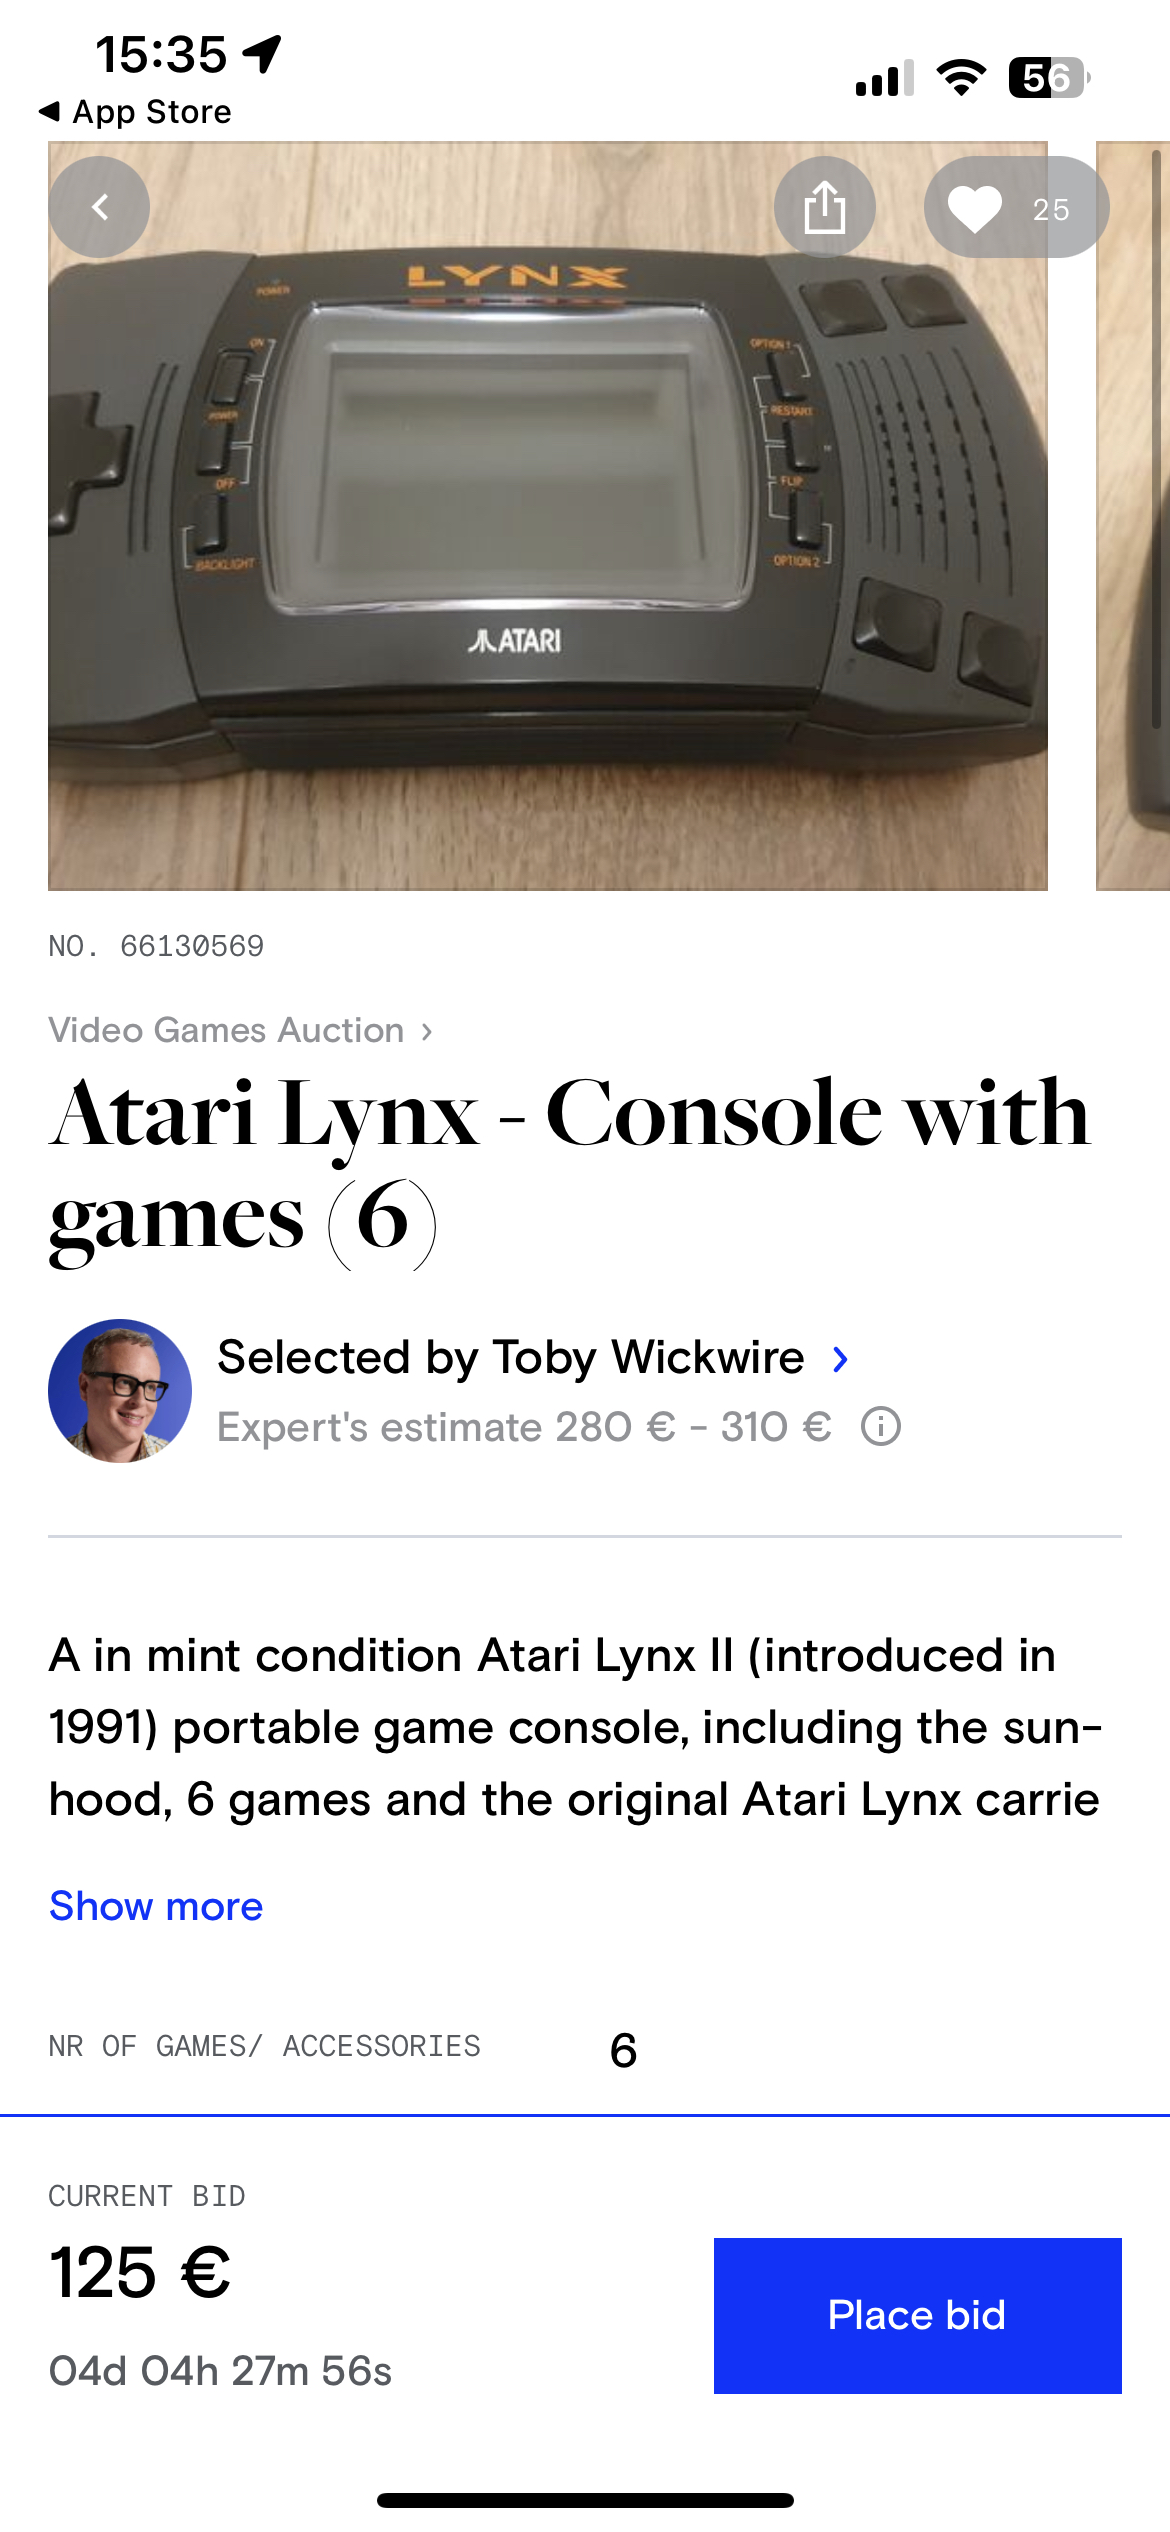 15:35
56
App Store
25
LYNX
POWER
ON
POWER
OFF
BACKLIGHT
OPTION 1
RESTART
FLIP
OPTION 2
ATARI
NO. 66130569
Video Games Auction
Atari Lynx - Console with
games (6)
Selected by Toby Wickwire
Expert's estimate 280 € - 310 €
A in mint condition Atari Lynx II (introduced in
1991) portable game console, including the sun-
hood, 6 games and the original Atari Lynx carrie
Show more
NR OF GAMES/ ACCESSORIES 6
CURRENT BID
125 €
Place bid
04d 04h 27m 56s